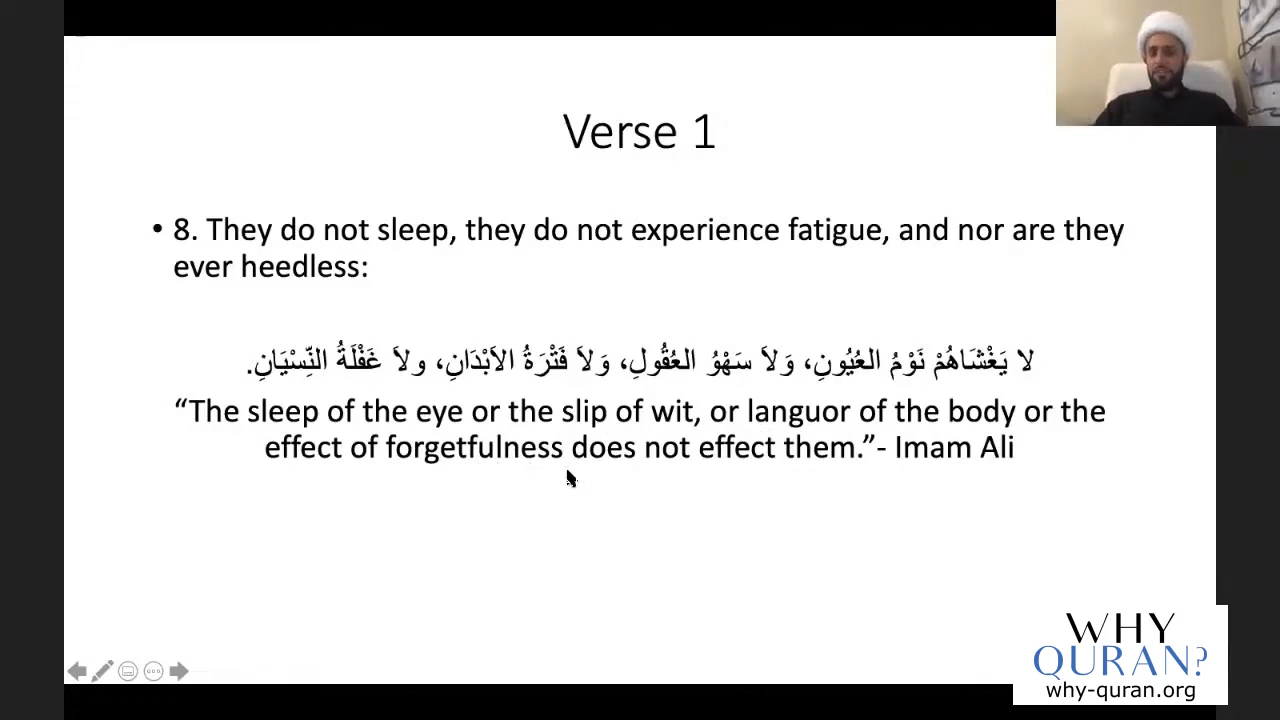 Verse 1
• 8. They do not sleep, they do not experience fatigue, and nor are they
ever heedless:
لا يَغْشَاهُمْ نَوْمُ العُيُونِ، وَلاَ سَهْوُ العُقُولِ، وَلاَ فَتْرَةُ الاَبْدَانِ، ولاَ غَفْلَةُ النِّسْيَانِ.
“The sleep of the eye or the slip of wit, or languor of the body or the
effect of forgetfulness does not effect them.”- Imam Ali
WHY
QURAN?
why-quran.org